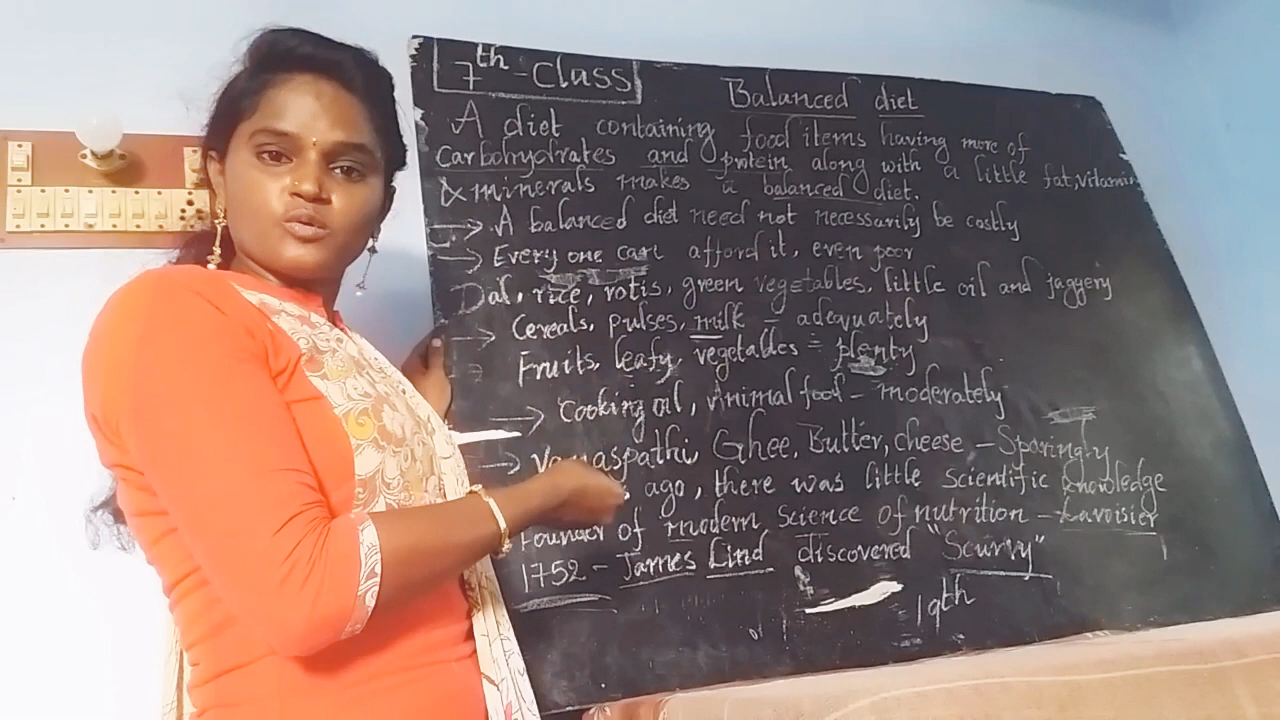 7th - Class
Balanced diet
A diet containing food items having more of
Carbohydrates and protein along with a little fat, vitamin
& minerals makes a balanced diet.
→ A balanced diet need not necessarily be costly
→ Every one can afford it, even poor
Dal, rice, rotis, green vegetables, little oil and jaggery
→ Cereals, pulses, milk - adequately
Fruits, leafy, vegetables = plenty
→ Cooking oil, Animal food - moderately
→ Vanaspathi, Ghee, Butter, cheese - Sparingly
ago, there was little scientific knowledge
Founder of modern science of nutrition - Lavoisier
1752 - James Lind discovered "Scurvy"
19th